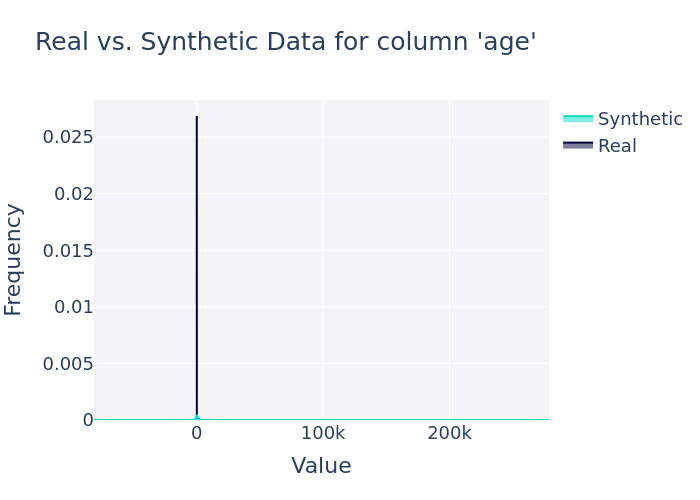 Real vs. Synthetic Data for column 'age'
Synthetic
Real
0.025
0.02
0.015
0.01
0.005
0
0 100k 200k
Frequency
Value